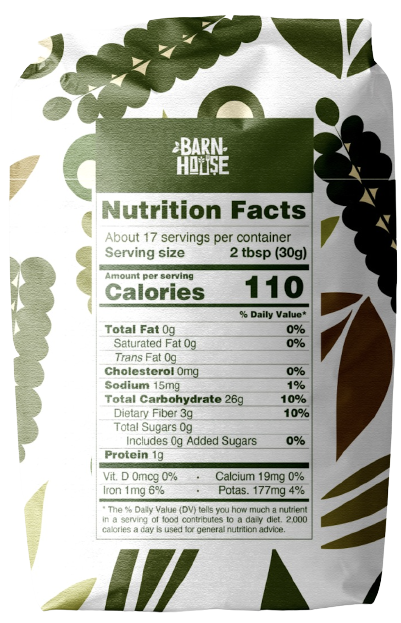 BARN
HOUSE
Nutrition Facts
About 17 servings per container
Serving size 2 tbsp (30g)
Amount per serving
Calories 110
% Daily Value*
Total Fat 0g 0%
Saturated Fat 0g 0%
Trans Fat 0g
Cholesterol 0mg 0%
Sodium 15mg 1%
Total Carbohydrate 26g 10%
Dietary Fiber 3g 10%
Total Sugars 0g
Includes 0g Added Sugars 0%
Protein 1g
Vit. D 0mcg 0% · Calcium 19mg 0%
Iron 1mg 6% · Potas. 177mg 4%
* The % Daily Value (DV) tells you how much a nutrient
in a serving of food contributes to a daily diet. 2,000
calories a day is used for general nutrition advice.